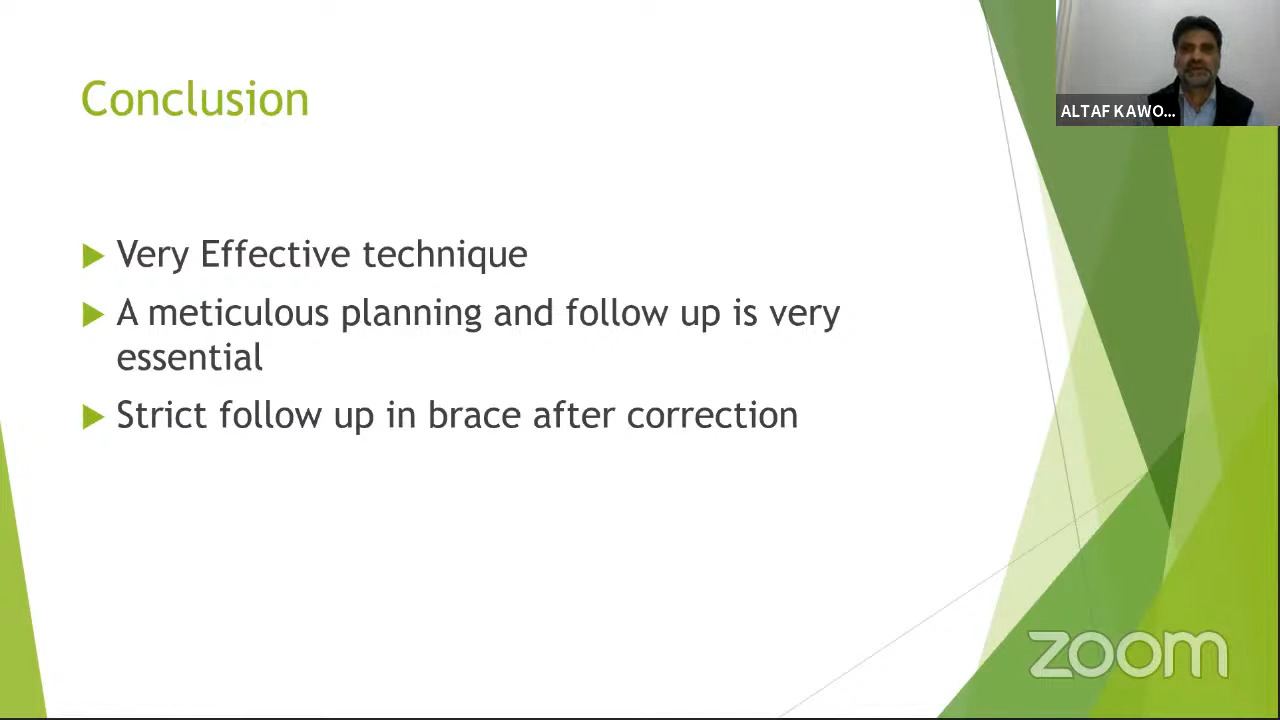 Conclusion
Very Effective technique
A meticulous planning and follow up is very
essential
Strict follow up in brace after correction
ALTAF KAWO...
zoom